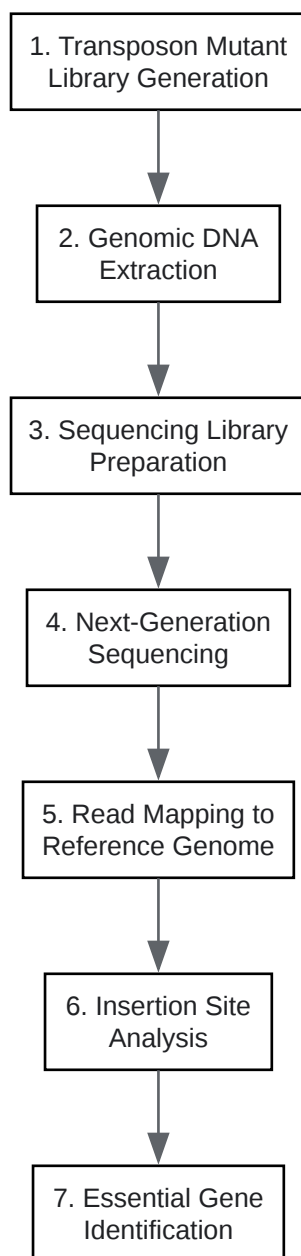 1. Transposon Mutant
Library Generation
2. Genomic DNA
Extraction
3. Sequencing Library
Preparation
4. Next-Generation
Sequencing
5. Read Mapping to
Reference Genome
6. Insertion Site
Analysis
7. Essential Gene
Identification